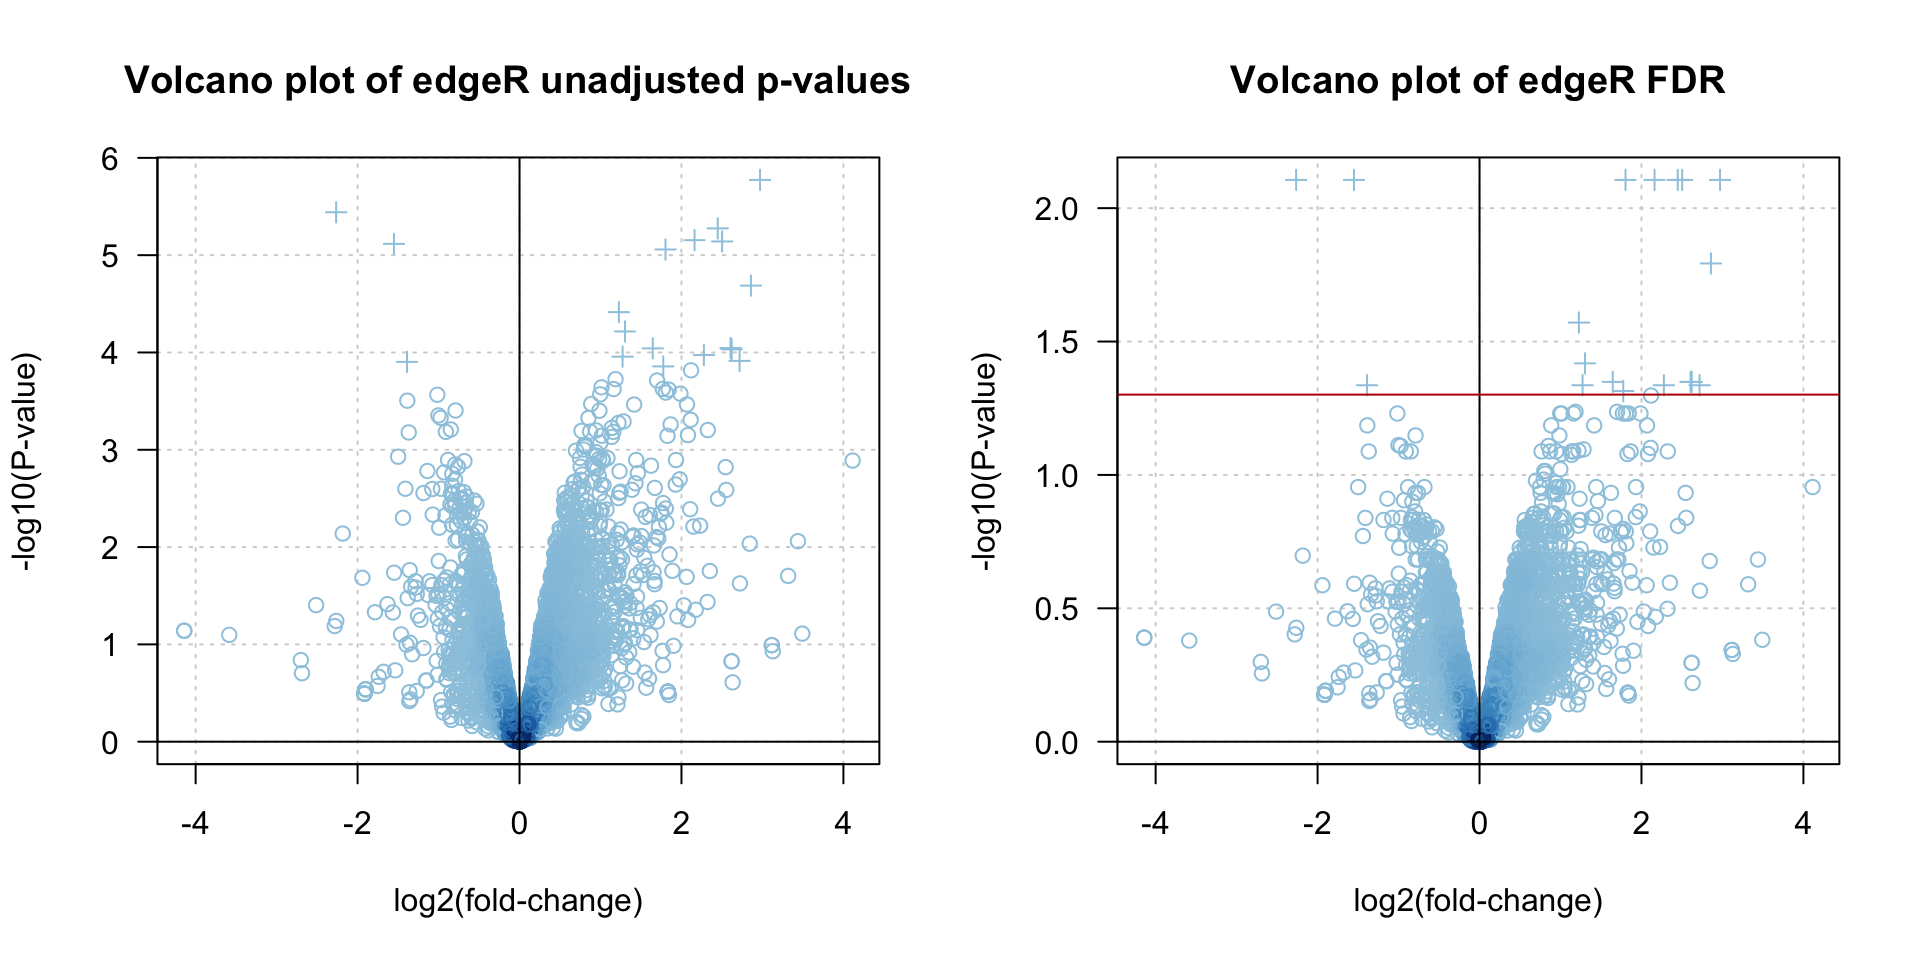 Volcano plot of edgeR unadjusted p-values
6
5
4
3
2
1
0
-log10(P-value)
-4 -2 0 2 4
log2(fold-change)
Volcano plot of edgeR FDR
2.0
1.5
1.0
0.5
0.0
-log10(P-value)
-4 -2 0 2 4
log2(fold-change)